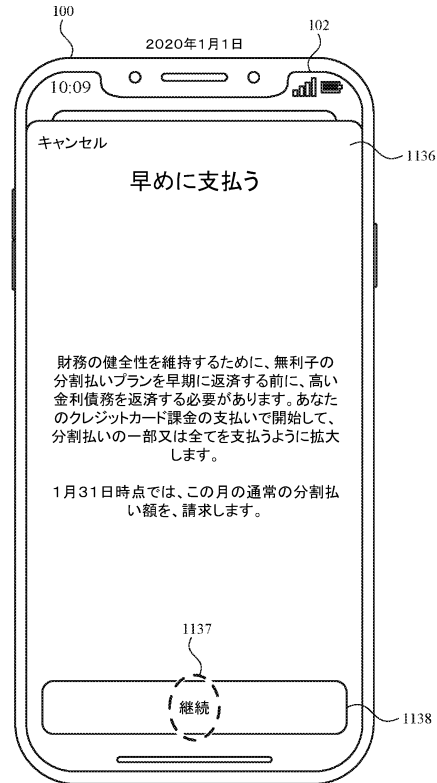 100
2020年1月1日
102
10:09
キャンセル
1136
早めに支払う
財務の健全性を維持するために、無利子の
分割払いプランを早期に返済する前に、高い
金利債務を返済する必要があります。あなた
のクレジットカード課金の支払いで開始して、
分割払いの一部又は全てを支払うように拡大
します。
1月31日時点では、この月の通常の分割払
い額を、請求します。
1137
継続
1138